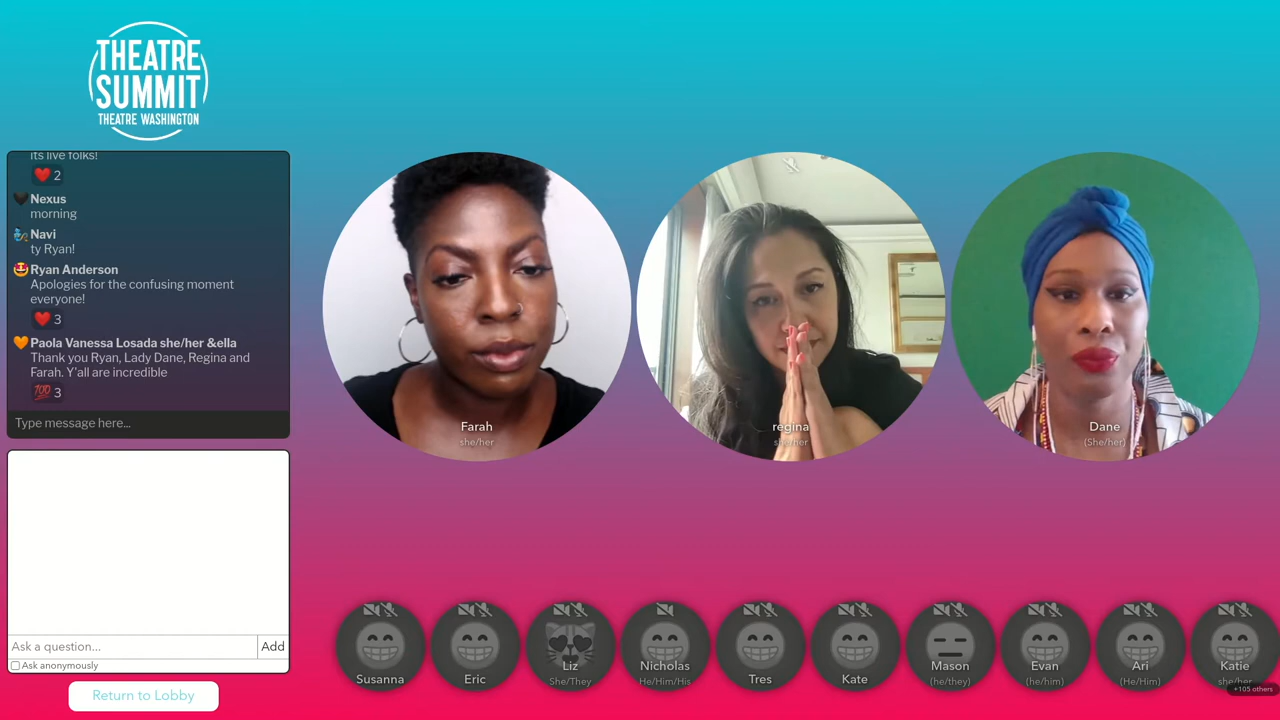 THEATRE
SUMMIT
THEATRE WASHINGTON
its live folks!
2
Nexus
morning
Navi
ty Ryan!
Ryan Anderson
Apologies for the confusing moment
everyone!
3
Paola Vanessa Losada she/her &ella
Thank you Ryan, Lady Dane, Regina and
Farah. Y'all are incredible
100 3
Type message here...
Ask a question...
Add
Ask anonymously
Return to Lobby
Farah
she/her
regina
she/her
Dane
(She/her)
Susanna
Eric
Liz
She/They
Nicholas
He/Him/His
Tres
Kate
Mason
(he/they)
Evan
(he/him)
Ari
(He/Him)
Katie
she/her
+105 others